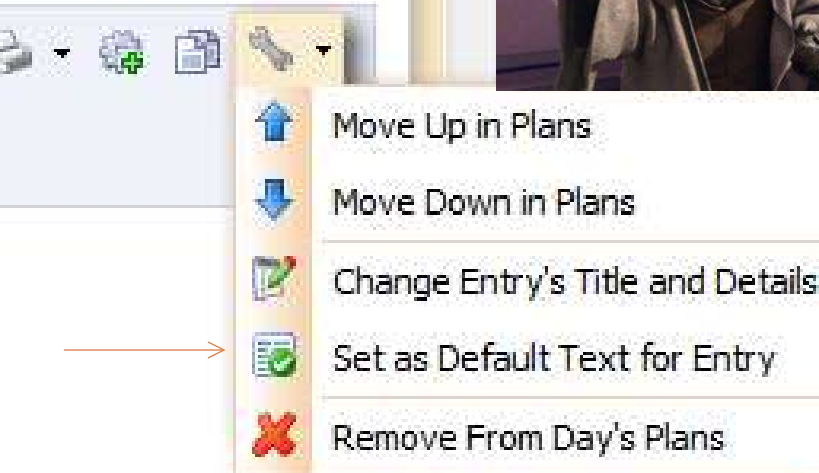 Move Up in Plans
Move Down in Plans
Change Entry's Title and Details
Set as Default Text for Entry
Remove From Day's Plans